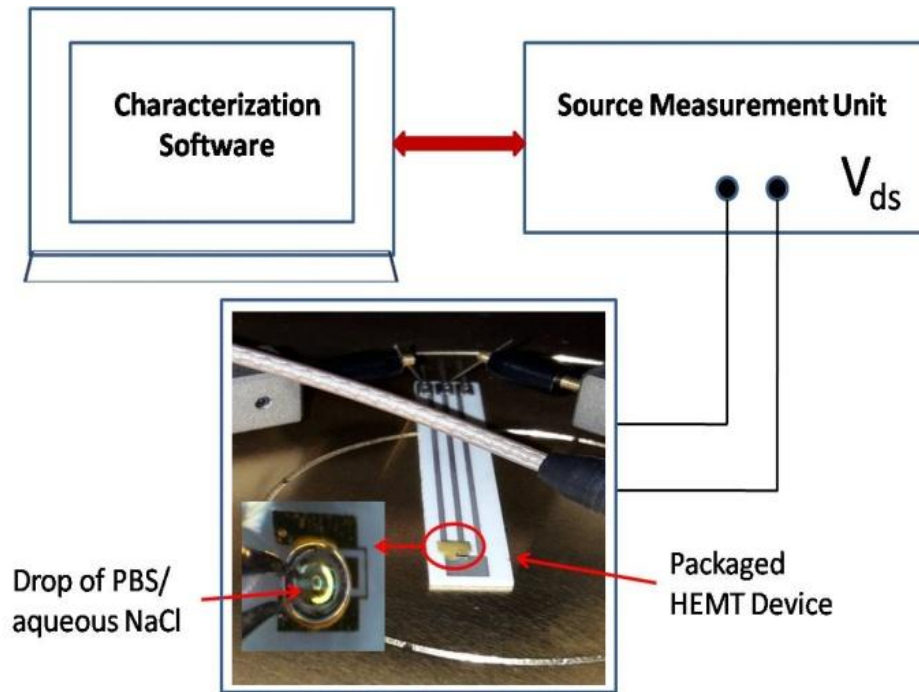 Characterization
Software
Source Measurement Unit
Vds
Drop of PBS/
aqueous NaCl
Packaged
HEMT Device